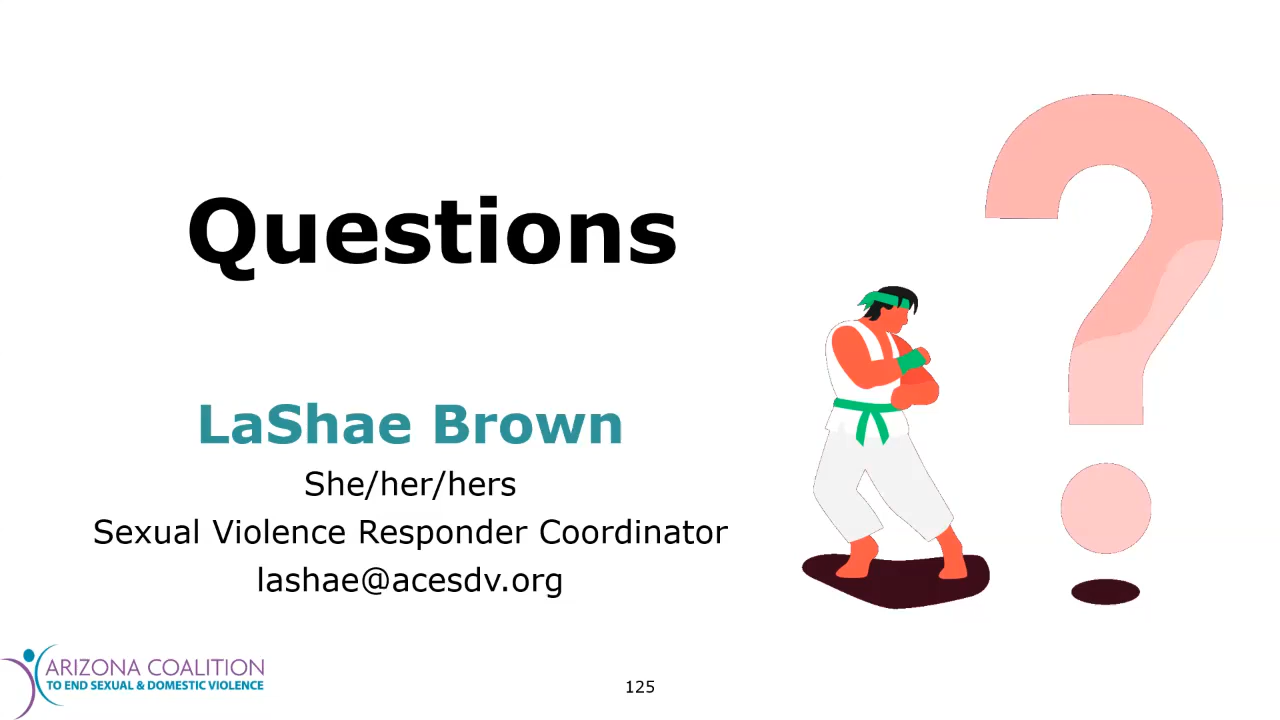 Questions
LaShae Brown
She/her/hers
Sexual Violence Responder Coordinator
lashae@acesdv.org
ARIZONA COALITION
TO END SEXUAL & DOMESTIC VIOLENCE
125